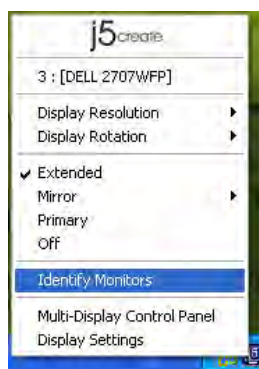 j5create
3 : [DELL 2707WFP]
Display Resolution
Display Rotation
Extended
Mirror
Primary
Off
Identify Monitors
Multi-Display Control Panel
Display Settings